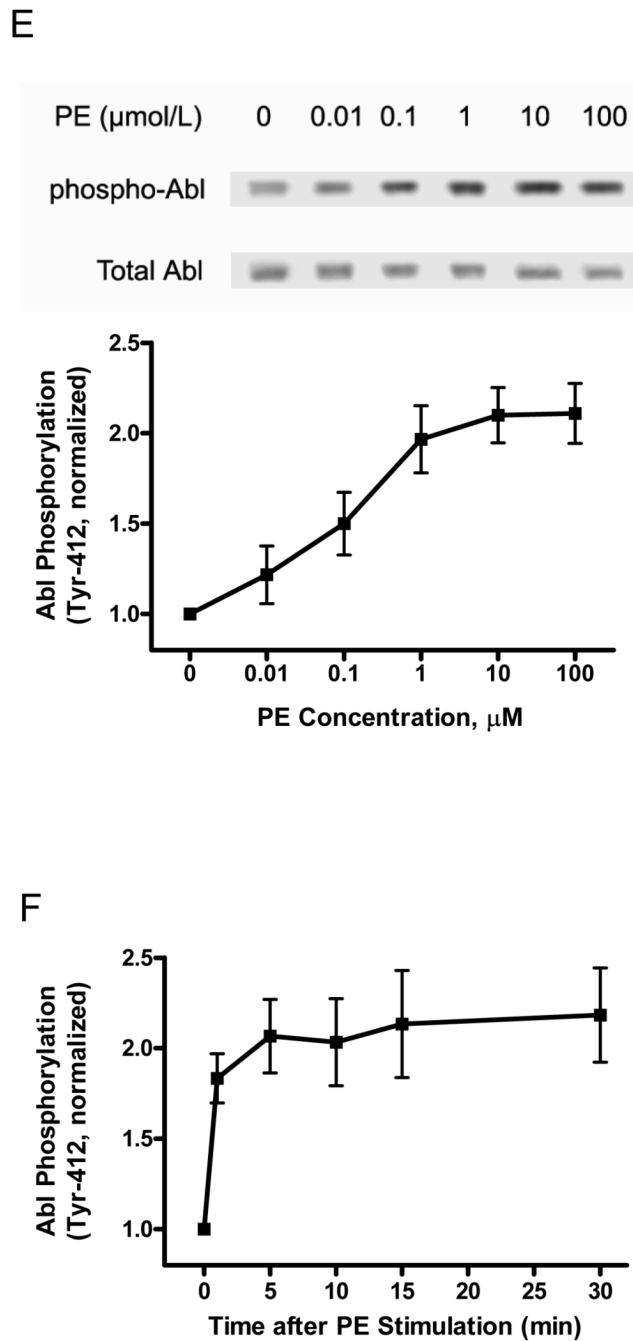 E
PE (µmol/L) 0 0.01 0.1 1 10 100
phospho-Abl
Total Abl
Abl Phosphorylation
(Tyr-412, normalized)
2.5
2.0
1.5
1.0
0 0.01 0.1 1 10 100
PE Concentration, µM
F
Abl Phosphorylation
(Tyr-412, normalized)
2.5
2.0
1.5
1.0
0 5 10 15 20 25 30
Time after PE Stimulation (min)